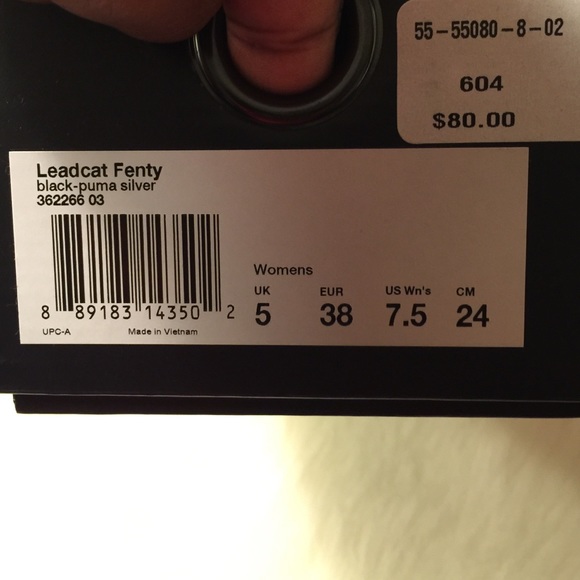 55-55080-8-02
604
$80.00
Leadcat Fenty
black-puma silver
362266 03
Womens
UK EUR US Wn's CM
5 38 7.5 24
8 89183 14350 2
UPC-A Made in Vietnam